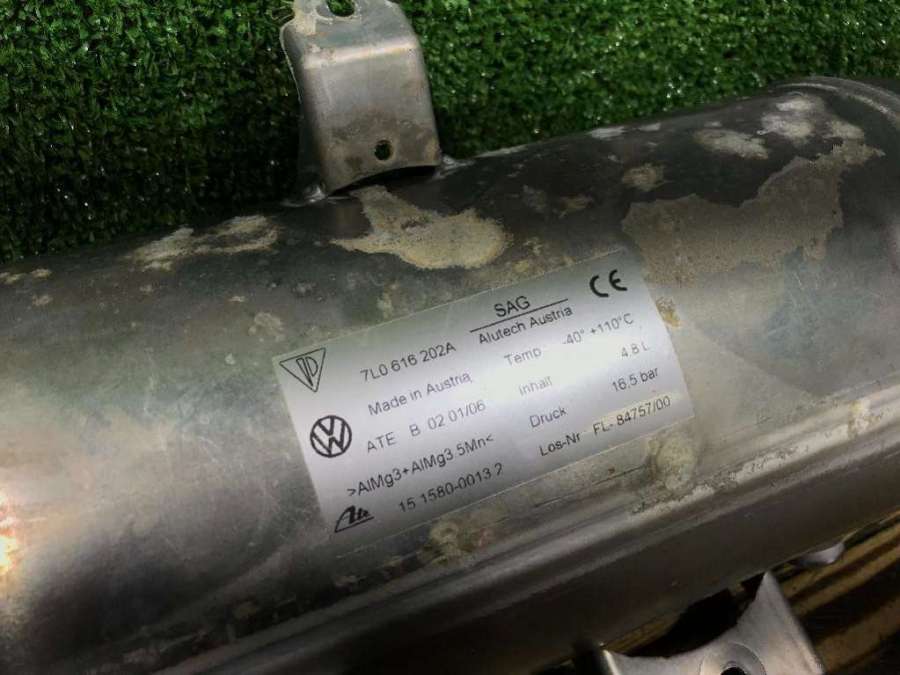 SAG
Alutech Austria
CE
7L0 616 202A
Temp. -40° +110°C
Made in Austria
Inhalt 4.8 L
ATE B 02 01/06
Druck 16.5 bar
>AlMg3+AlMg3.5Mn<
Los-Nr FL- 84757/00
15 1580-0013 2
VW